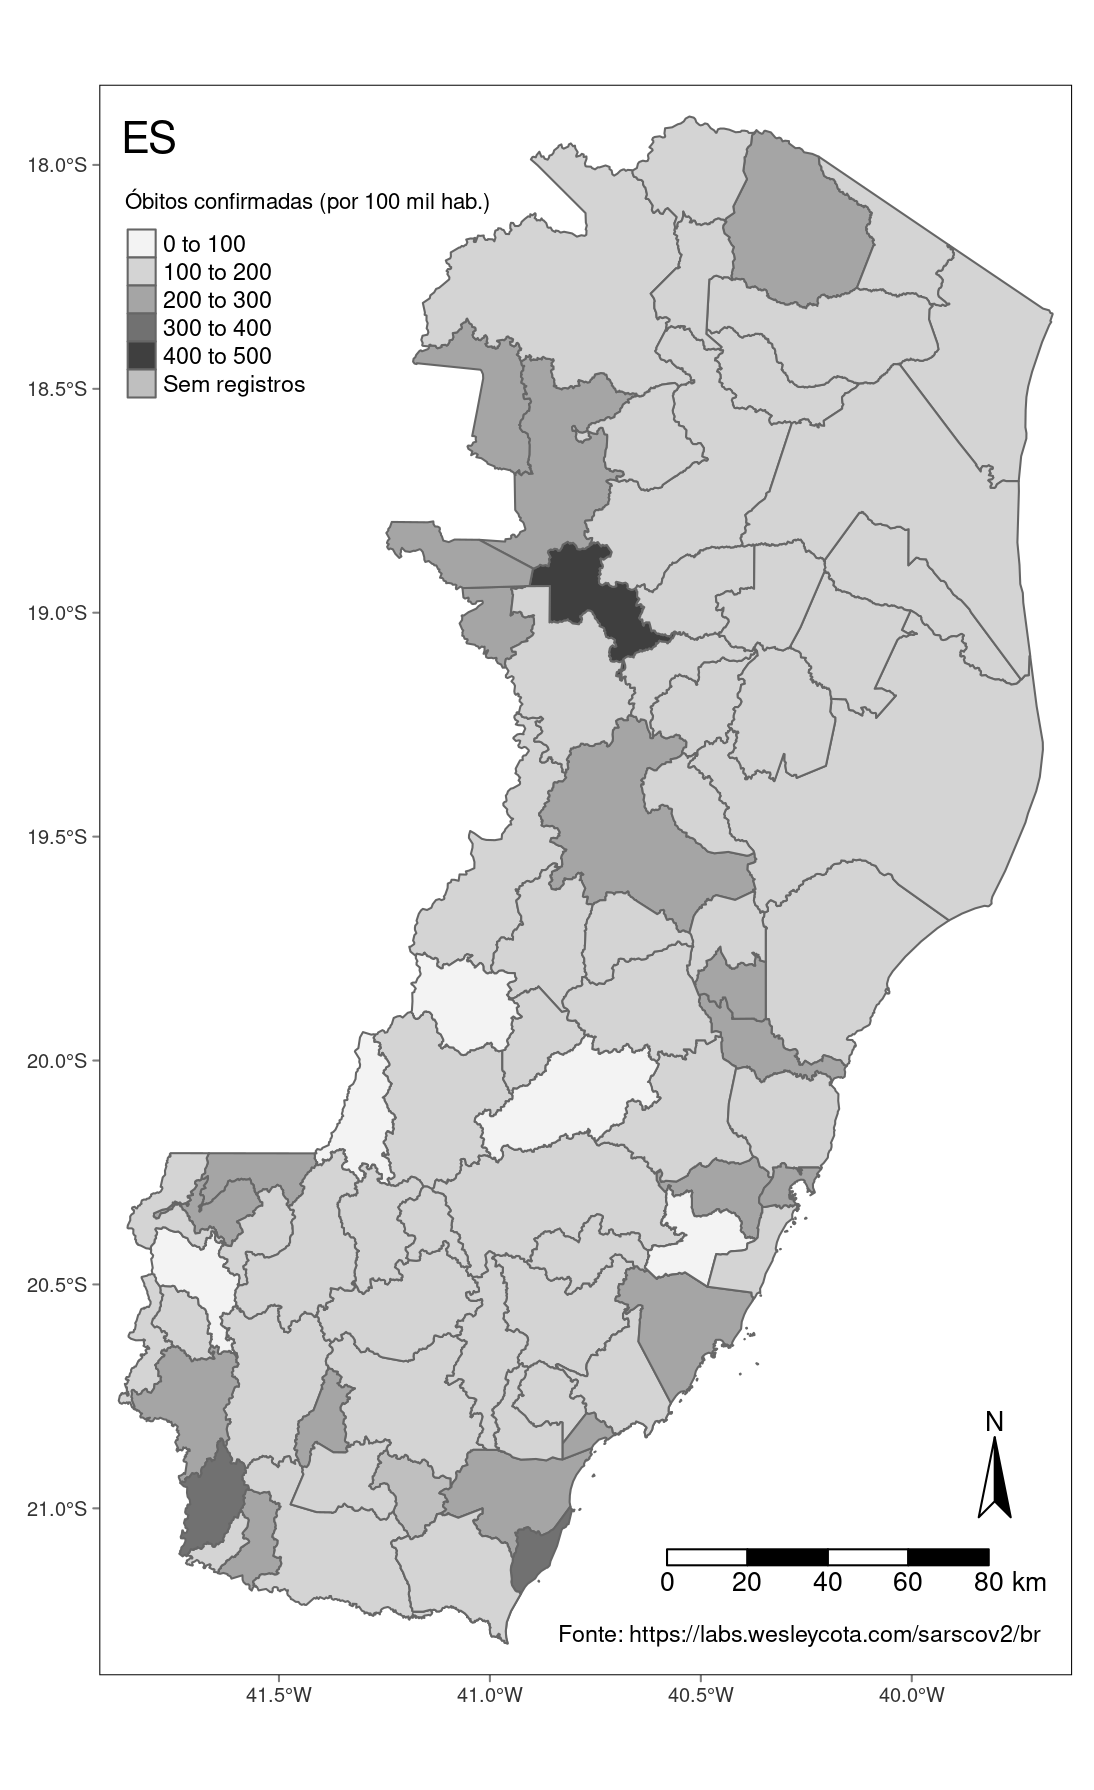 ES
Óbitos confirmadas (por 100 mil hab.)
0 to 100
100 to 200
200 to 300
300 to 400
400 to 500
Sem registros
18.0°S
18.5°S
19.0°S
19.5°S
20.0°S
20.5°S
21.0°S
N
0 20 40 60 80 km
Fonte: https://labs.wesleycota.com/sarscov2/br
41.5°W 41.0°W 40.5°W 40.0°W